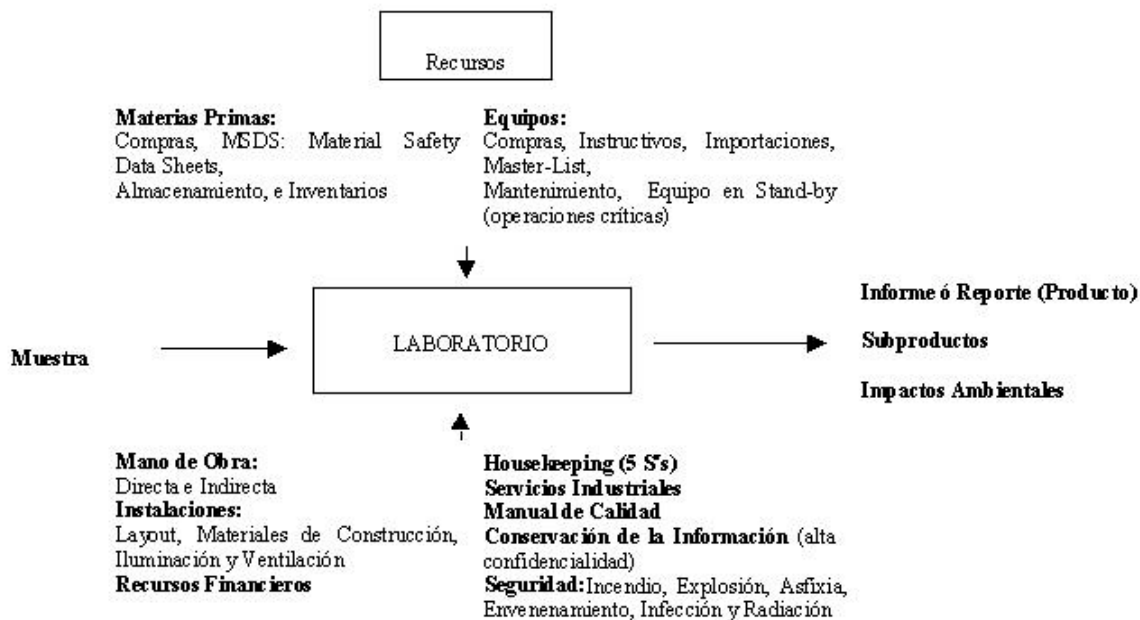 Recursos
Materias Primas:
Compras, MSDS: Material Safety
Data Sheets,
Almacenamiento, e Inventarios
Equipos:
Compras, Instructivos, Importaciones,
Master-List,
Mantenimiento, Equipo en Stand-by
(operaciones críticas)
Muestra
LABORATORIO
Informe ó Reporte (Producto)
Subproductos
Impactos Ambientales
Mano de Obra:
Directa e Indirecta
Instalaciones:
Layout, Materiales de Construcción,
Iluminación y Ventilación
Recursos Financieros
Housekeeping (5 S's)
Servicios Industriales
Manual de Calidad
Conservación de la Información (alta
confidencialidad)
Seguridad:Incendio, Explosión, Asfixia,
Envenenamiento, Infección y Radiación